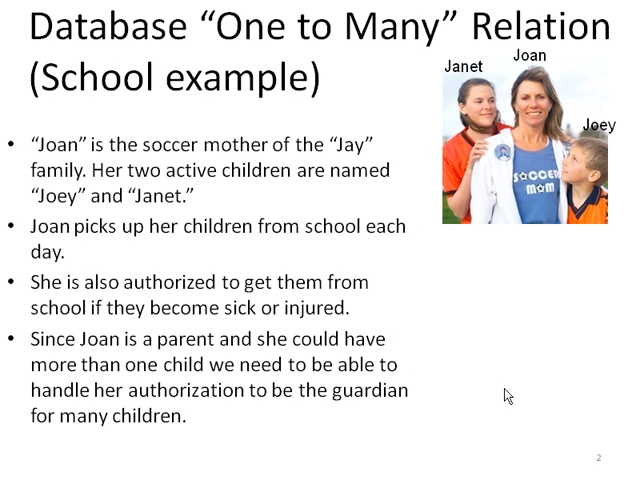 Database “One to Many” Relation
(School example)
Janet
Joan
Joey
SOCCER
MOM
• “Joan” is the soccer mother of the “Jay”
family. Her two active children are named
“Joey” and “Janet.”
• Joan picks up her children from school each
day.
• She is also authorized to get them from
school if they become sick or injured.
• Since Joan is a parent and she could have
more than one child we need to be able to
handle her authorization to be the guardian
for many children.
2